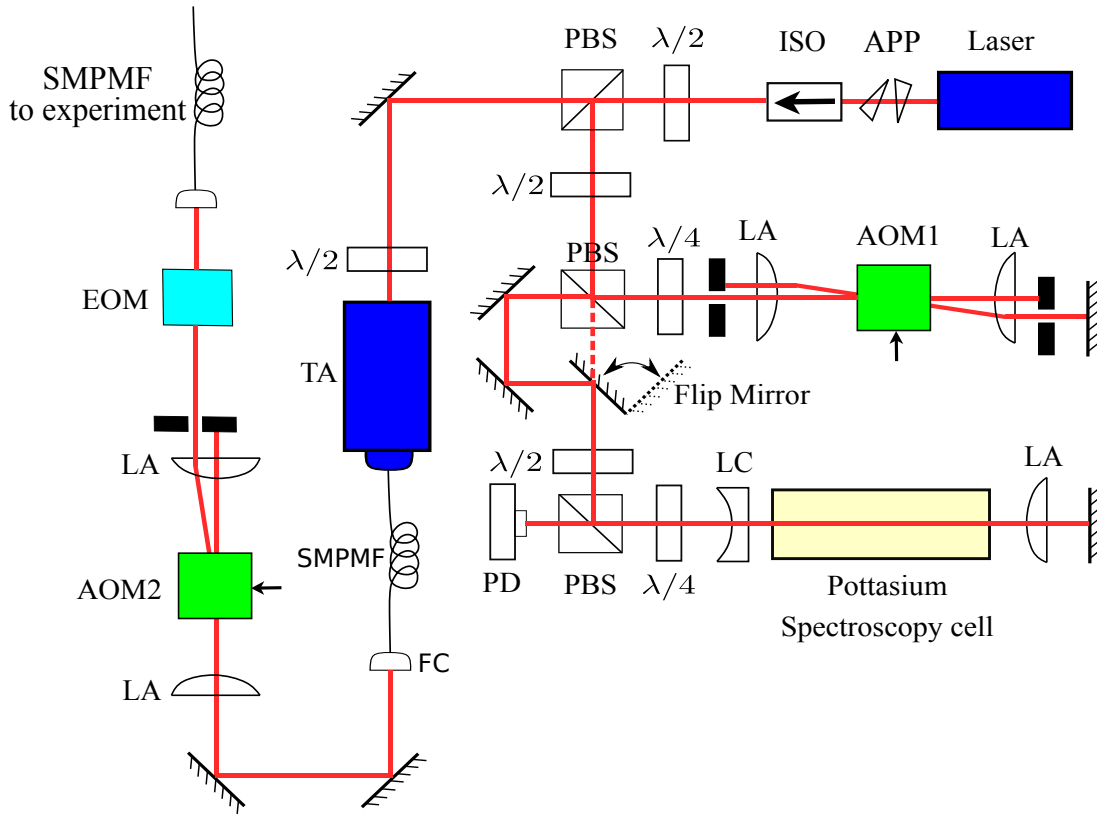 PBS
λ/2
ISO
APP
Laser
SMPMF
to experiment
λ/2
λ/2
PBS
λ/4
LA
AOM1
LA
EOM
TA
Flip Mirror
LA
λ/2
LC
LA
SMPMF
PD
PBS
λ/4
Pottasium
Spectroscopy cell
AOM2
FC
LA